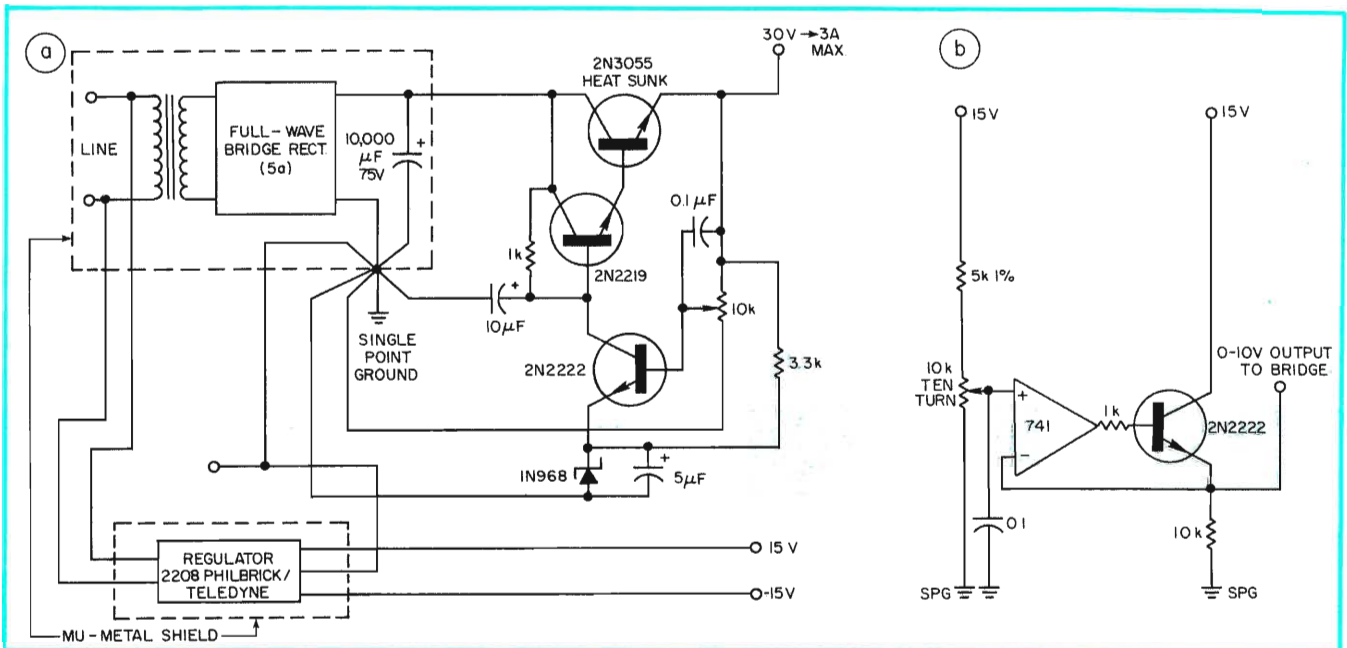 a
LINE
FULL-WAVE
BRIDGE RECT.
(5a)
10,000
µF
75V
+
2N3055
HEAT SUNK
30V → 3A
MAX
1k
2N2219
0.1 µF
10k
+
10µF
SINGLE
POINT
GROUND
2N2222
3.3k
1N968
+
5µF
REGULATOR
2208 PHILBRICK/
TELEDYNE
15 V
-15V
MU-METAL SHIELD
b
15V
15V
5k 1%
10k
TEN
TURN
+
741
-
1k
2N2222
0-10V OUTPUT
TO BRIDGE
0.1
10k
SPG
SPG